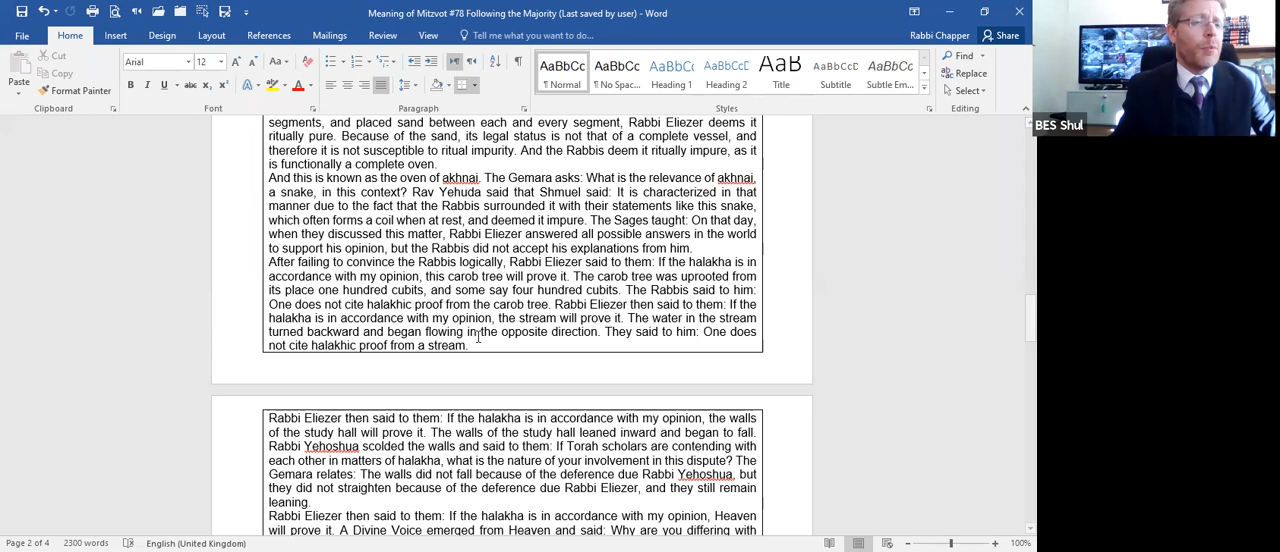 Meaning of Mitzvot #78 Following the Majority (Last saved by user) - Word
File Home Insert Design Layout References Mailings Review View Tell me what you want to do... Rabbi Chapper Share
Paste
Cut
Copy
Format Painter
Clipboard
Arial 12
B I U abc x₂ x²
Font
Paragraph
AaBbCc AaBbCc AaBbCc AaBbCcD AaB AaBbCcD AaBbCcD
¶ Normal ¶ No Spac... Heading 1 Heading 2 Title Subtitle Subtle Em...
Styles
Find
Replace
Select
Editing
BES Shul
segments, and placed sand between each and every segment, Rabbi Eliezer deems it
ritually pure. Because of the sand, its legal status is not that of a complete vessel, and
therefore it is not susceptible to ritual impurity. And the Rabbis deem it ritually impure, as it
is functionally a complete oven.
And this is known as the oven of akhnai. The Gemara asks: What is the relevance of akhnai,
a snake, in this context? Rav Yehuda said that Shmuel said: It is characterized in that
manner due to the fact that the Rabbis surrounded it with their statements like this snake,
which often forms a coil when at rest, and deemed it impure. The Sages taught: On that day,
when they discussed this matter, Rabbi Eliezer answered all possible answers in the world
to support his opinion, but the Rabbis did not accept his explanations from him.
After failing to convince the Rabbis logically, Rabbi Eliezer said to them: If the halakha is in
accordance with my opinion, this carob tree will prove it. The carob tree was uprooted from
its place one hundred cubits, and some say four hundred cubits. The Rabbis said to him:
One does not cite halakhic proof from the carob tree. Rabbi Eliezer then said to them: If the
halakha is in accordance with my opinion, the stream will prove it. The water in the stream
turned backward and began flowing in the opposite direction. They said to him: One does
not cite halakhic proof from a stream.
Rabbi Eliezer then said to them: If the halakha is in accordance with my opinion, the walls
of the study hall will prove it. The walls of the study hall leaned inward and began to fall.
Rabbi Yehoshua scolded the walls and said to them: If Torah scholars are contending with
each other in matters of halakha, what is the nature of your involvement in this dispute? The
Gemara relates: The walls did not fall because of the deference due Rabbi Yehoshua, but
they did not straighten because of the deference due Rabbi Eliezer, and they still remain
leaning.
Rabbi Eliezer then said to them: If the halakha is in accordance with my opinion, Heaven
will prove it. A Divine Voice emerged from Heaven and said: Why are you differing with
Page 2 of 4 2300 words English (United Kingdom) 100%